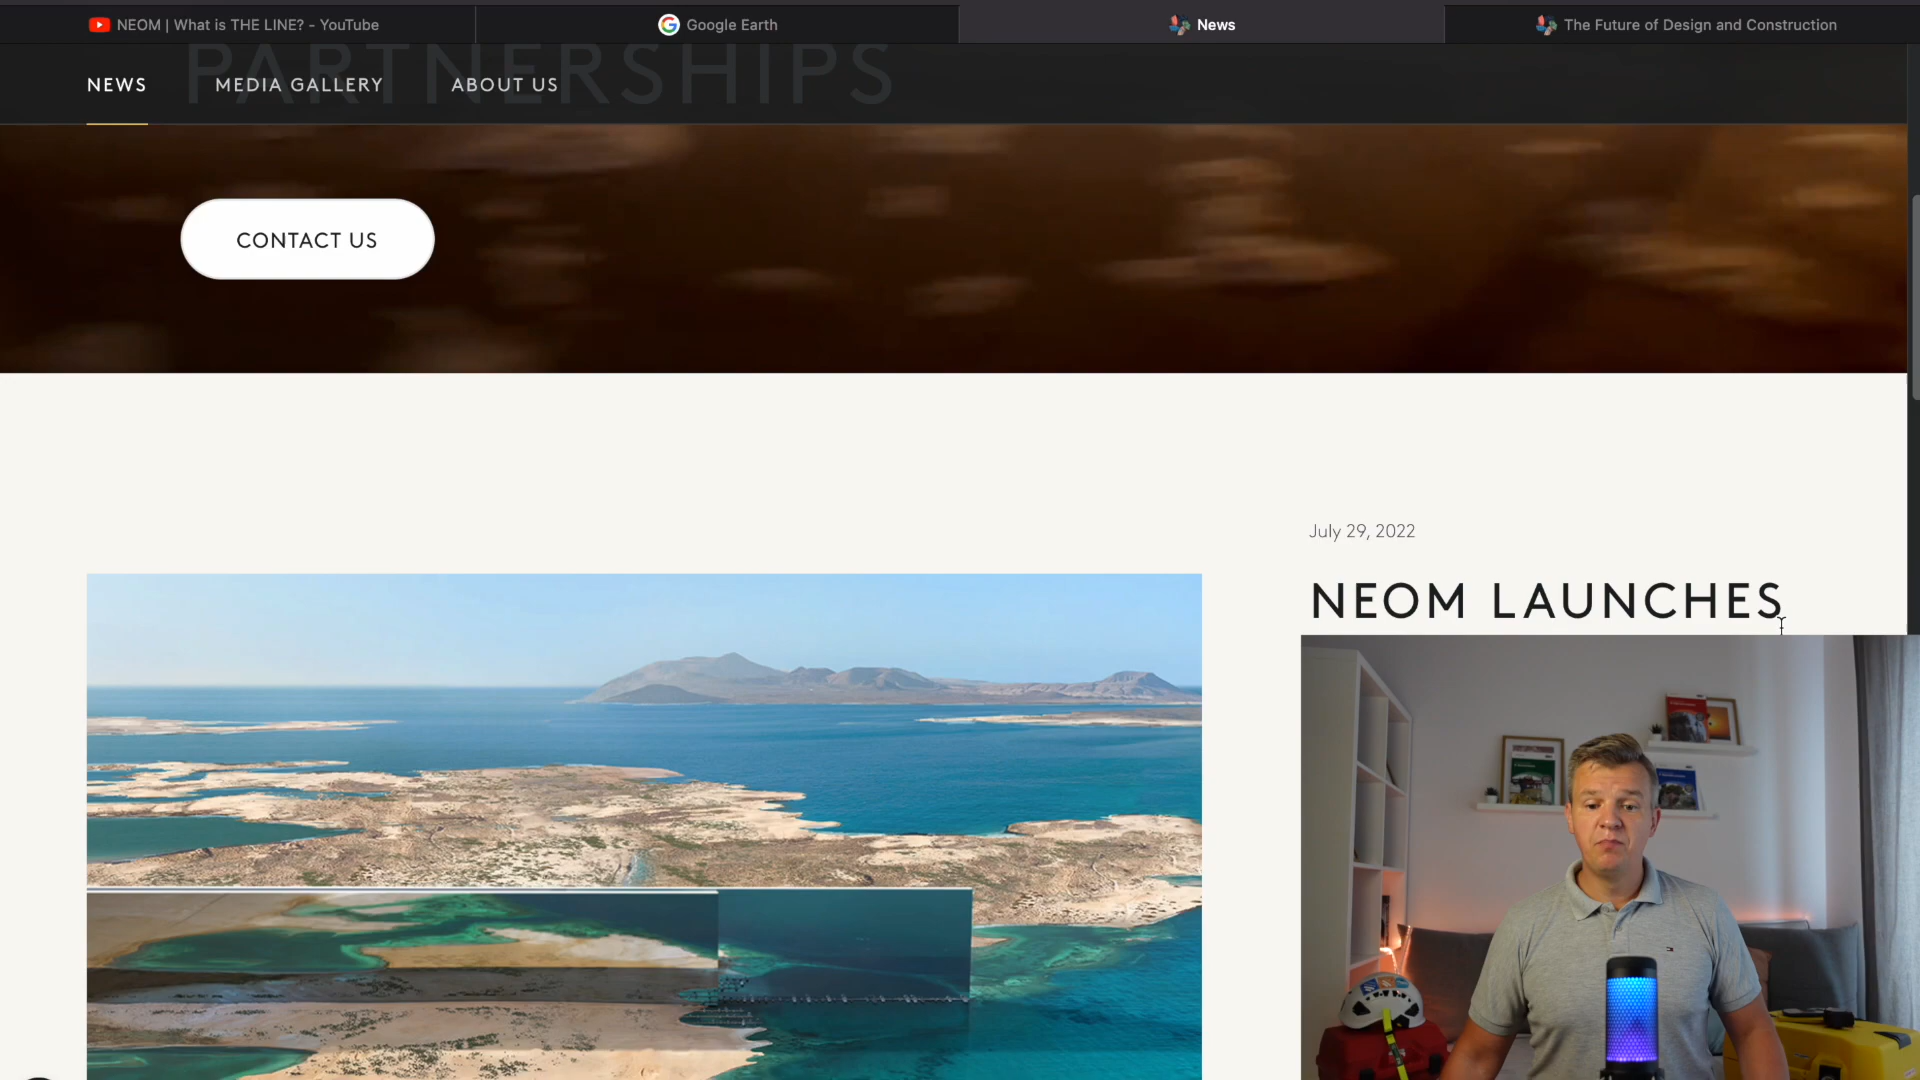 NEOM | What is THE LINE? - YouTube
Google Earth
News
The Future of Design and Construction
PARTNERSHIPS
NEWS
MEDIA GALLERY
ABOUT US
CONTACT US
July 29, 2022
NEOM LAUNCHES